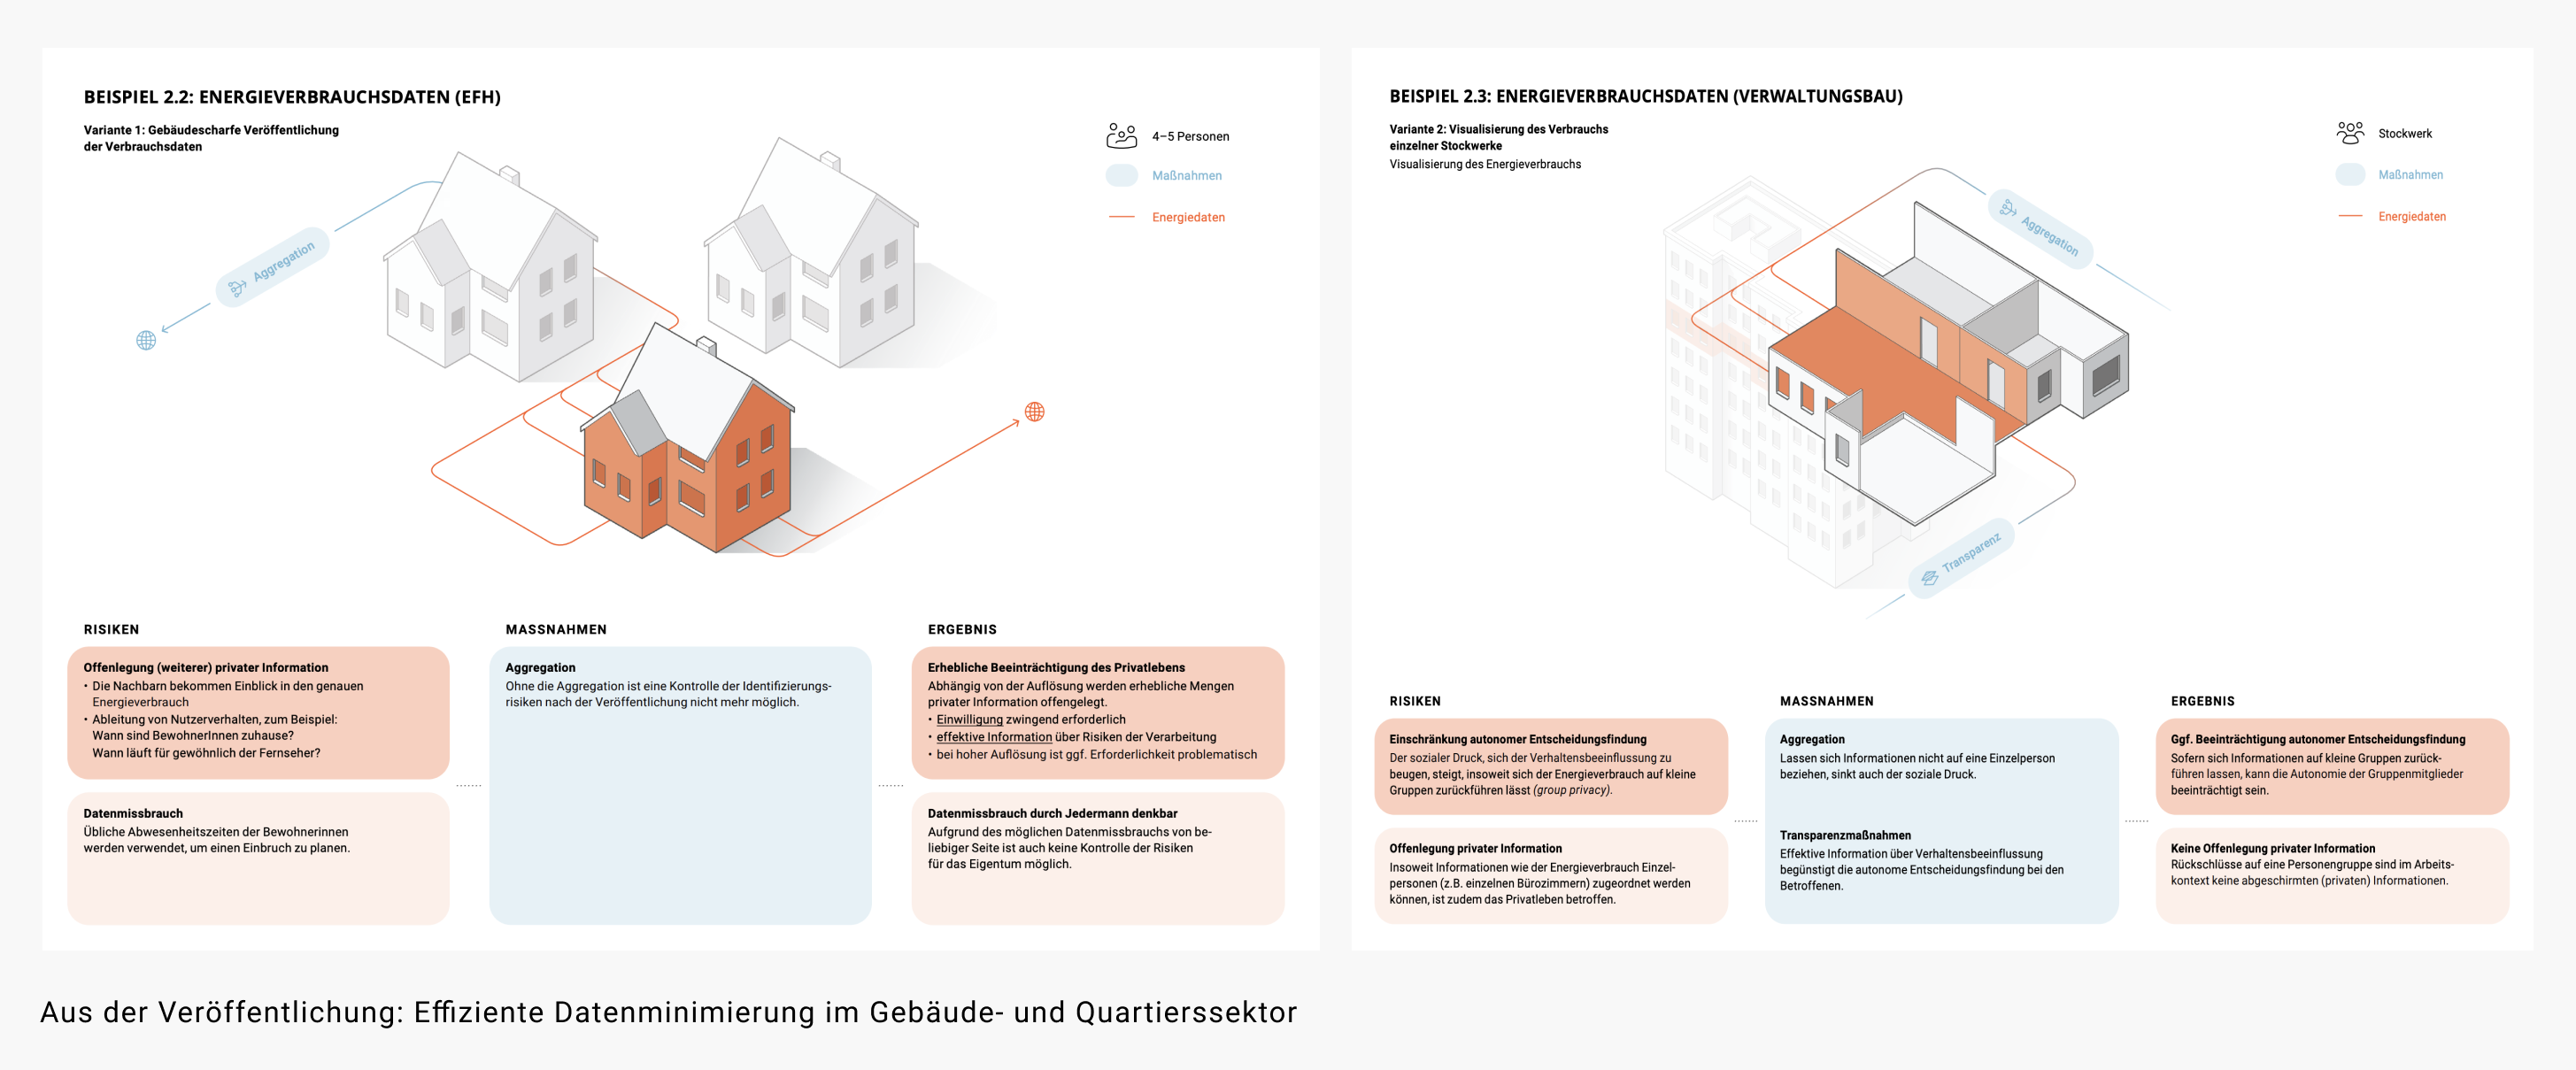 BEISPIEL 2.2: ENERGIEVERBRAUCHSDATEN (EFH)
Variante 1: Gebäudescharfe Veröffentlichung
der Verbrauchsdaten
4–5 Personen
Maßnahmen
Energiedaten
Aggregation
RISIKEN
Offenlegung (weiterer) privater Information
• Die Nachbarn bekommen Einblick in den genauen
Energieverbrauch
• Ableitung von Nutzerverhalten, zum Beispiel:
Wann sind BewohnerInnen zuhause?
Wann läuft für gewöhnlich der Fernseher?
Datenmissbrauch
Übliche Abwesenheitszeiten der Bewohnerinnen
werden verwendet, um einen Einbruch zu planen.
MASSNAHMEN
Aggregation
Ohne die Aggregation ist eine Kontrolle der Identifizierungs-
risiken nach der Veröffentlichung nicht mehr möglich.
ERGEBNIS
Erhebliche Beeinträchtigung des Privatlebens
Abhängig von der Auflösung werden erhebliche Mengen
privater Information offengelegt.
• Einwilligung zwingend erforderlich
• effektive Information über Risiken der Verarbeitung
• bei hoher Auflösung ist ggf. Erforderlichkeit problematisch
Datenmissbrauch durch Jedermann denkbar
Aufgrund des möglichen Datenmissbrauchs von be-
liebiger Seite ist auch keine Kontrolle der Risiken
für das Eigentum möglich.
BEISPIEL 2.3: ENERGIEVERBRAUCHSDATEN (VERWALTUNGSBAU)
Variante 2: Visualisierung des Verbrauchs
einzelner Stockwerke
Visualisierung des Energieverbrauchs
Stockwerk
Maßnahmen
Energiedaten
Aggregation
Transparenz
RISIKEN
Einschränkung autonomer Entscheidungsfindung
Der sozialer Druck, sich der Verhaltensbeeinflussung zu
beugen, steigt, insoweit sich der Energieverbrauch auf kleine
Gruppen zurückführen lässt (group privacy).
Offenlegung privater Information
Insoweit Informationen wie der Energieverbrauch Einzel-
personen (z.B. einzelnen Bürozimmern) zugeordnet werden
können, ist zudem das Privatleben betroffen.
MASSNAHMEN
Aggregation
Lassen sich Informationen nicht auf eine Einzelperson
beziehen, sinkt auch der soziale Druck.
Transparenzmaßnahmen
Effektive Information über Verhaltensbeeinflussung
begünstigt die autonome Entscheidungsfindung bei den
Betroffenen.
ERGEBNIS
Ggf. Beeinträchtigung autonomer Entscheidungsfindung
Sofern sich Informationen auf kleine Gruppen zurück-
führen lassen, kann die Autonomie der Gruppenmitglieder
beeinträchtigt sein.
Keine Offenlegung privater Information
Rückschlüsse auf eine Personengruppe sind im Arbeits-
kontext keine abgeschirmten (privaten) Informationen.
Aus der Veröffentlichung: Effiziente Datenminimierung im Gebäude- und Quartierssektor